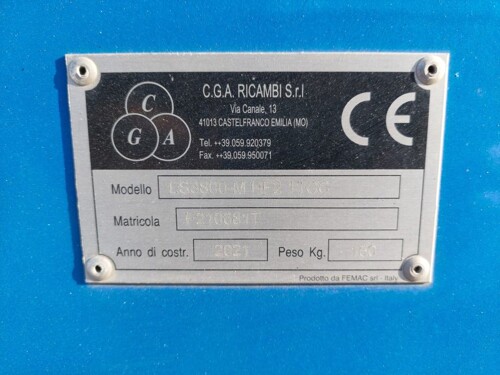 C
G A
C.G.A. RICAMBI S.r.l
Via Canale, 13
41013 CASTELFRANCO EMILIA (MO)
Tel. ++39.059.920379
Fax. ++39.059.950071
CE
Modello
Matricola
Anno di costr. 2021 Peso Kg.
Prodotto da FEMAC srl - Italy